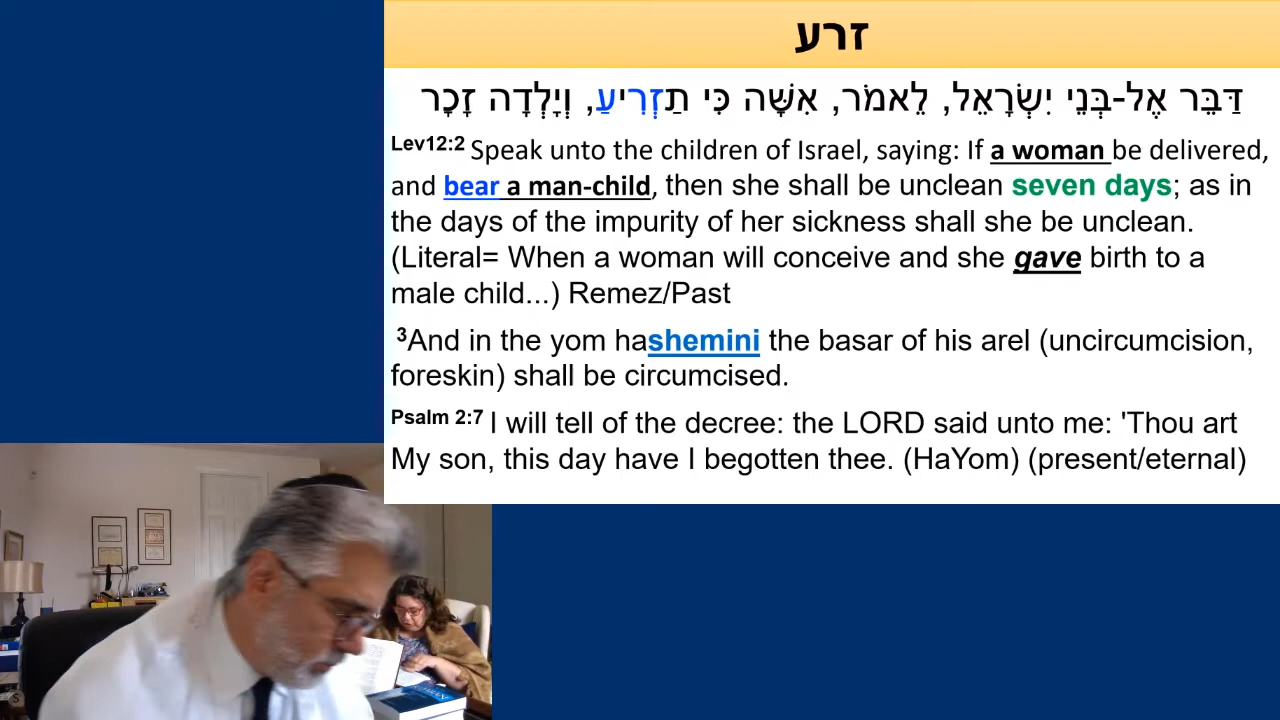 זרע
דַּבֵּר אֶל-בְּנֵי יִשְׂרָאֵל, לֵאמֹר, אִשָּׁה כִּי תַזְרִיעַ, וְיָלְדָה זָכָר
Lev12:2 Speak unto the children of Israel, saying: If a woman be delivered,
and bear a man-child, then she shall be unclean seven days; as in
the days of the impurity of her sickness shall she be unclean.
(Literal= When a woman will conceive and she gave birth to a
male child...) Remez/Past
3And in the yom hashemini the basar of his arel (uncircumcision,
foreskin) shall be circumcised.
Psalm 2:7 I will tell of the decree: the LORD said unto me: 'Thou art
My son, this day have I begotten thee. (HaYom) (present/eternal)